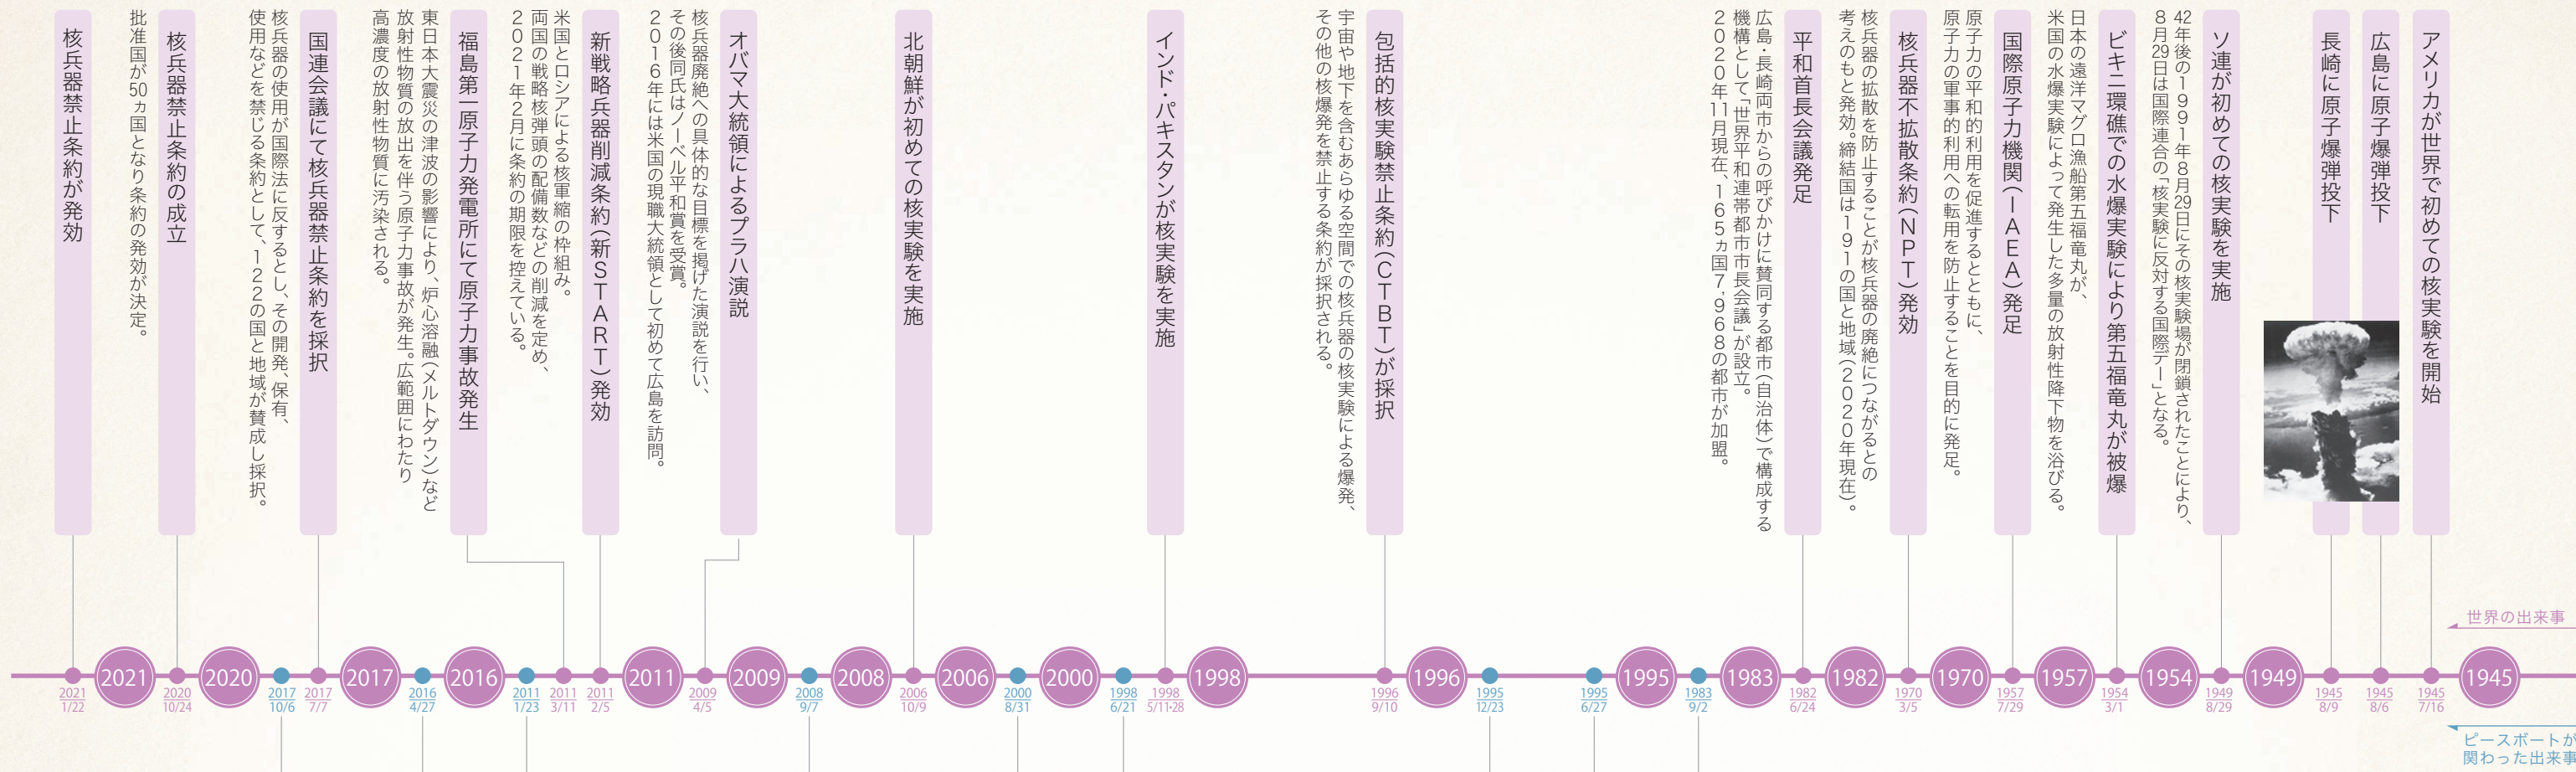 世界の出来事
アメリカが世界で初めての核実験を開始
広島に原子爆弾投下
長崎に原子爆弾投下
ソ連が初めての核実験を実施
42年後の1991年8月29日にその核実験場が閉鎖されたことにより、
8月29日は国際連合の「核実験に反対する国際デー」となる。
ビキニ環礁での水爆実験により第五福竜丸が被爆
日本の遠洋マグロ漁船第五福竜丸が、
米国の水爆実験によって発生した多量の放射性降下物を浴びる。
国際原子力機関(IAEA)発足
原子力の平和的利用を促進するとともに、
原子力の軍事的利用への転用を防止することを目的に発足。
核兵器不拡散条約(NPT)発効
核兵器の拡散を防止することが核兵器の廃絶につながるとの
考えのもと発効。締結国は191の国と地域(2020年現在)。
平和首長会議発足
広島・長崎両市からの呼びかけに賛同する都市(自治体)で構成する
機構として「世界平和連帯都市市長会議」が設立。
2020年11月現在、165ヵ国7,968の都市が加盟。
包括的核実験禁止条約(CTBT)が採択
宇宙や地下を含むあらゆる空間での核兵器の核実験による爆発、
その他の核爆発を禁止する条約が採択される。
インド・パキスタンが核実験を実施
北朝鮮が初めての核実験を実施
オバマ大統領によるプラハ演説
核兵器廃絶への具体的な目標を掲げた演説を行い、
その後同氏はノーベル平和賞を受賞。
2016年には米国の現職大統領として初めて広島を訪問。
新戦略兵器削減条約(新START)発効
米国とロシアによる核軍縮の枠組み。
両国の戦略核弾頭の配備数などの削減を定め、
2021年2月に条約の期限を控えている。
福島第一原子力発電所にて原子力事故発生
東日本大震災の津波の影響により、炉心溶融(メルトダウン)など
放射性物質の放出を伴う原子力事故が発生。広範囲にわたり
高濃度の放射性物質に汚染される。
国連会議にて核兵器禁止条約を採択
核兵器の使用が国際法に反するとし、その開発、保有、
使用などを禁じる条約として、122の国と地域が賛成し採択。
核兵器禁止条約の成立
批准国が50ヵ国となり条約の発効が決定。
核兵器禁止条約が発効
1945
1945 7/16
1945 8/6
1945 8/9
1949
1949 8/29
1954
1954 3/1
1957
1957 7/29
1970
1970 3/5
1982
1982 6/24
1983
1983 9/2
1995
1995 6/27
1995 12/23
1996
1996 9/10
1998
1998 5/11・28
1998 6/21
2000
2000 8/31
2006
2006 10/9
2008
2008 9/7
2009
2009 4/5
2011
2011 2/5
2011 3/11
2011 1/23
2016
2016 4/27
2017
2017 7/7
2017 10/6
2020
2020 10/24
2021
2021 1/22
ピースボートが
関わった出来事